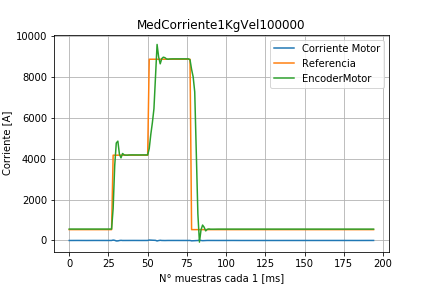 MedCorriente1KgVel100000
Corriente Motor
Referencia
EncoderMotor
Corriente [A]
10000
8000
6000
4000
2000
0
0 25 50 75 100 125 150 175 200
N° muestras cada 1 [ms]